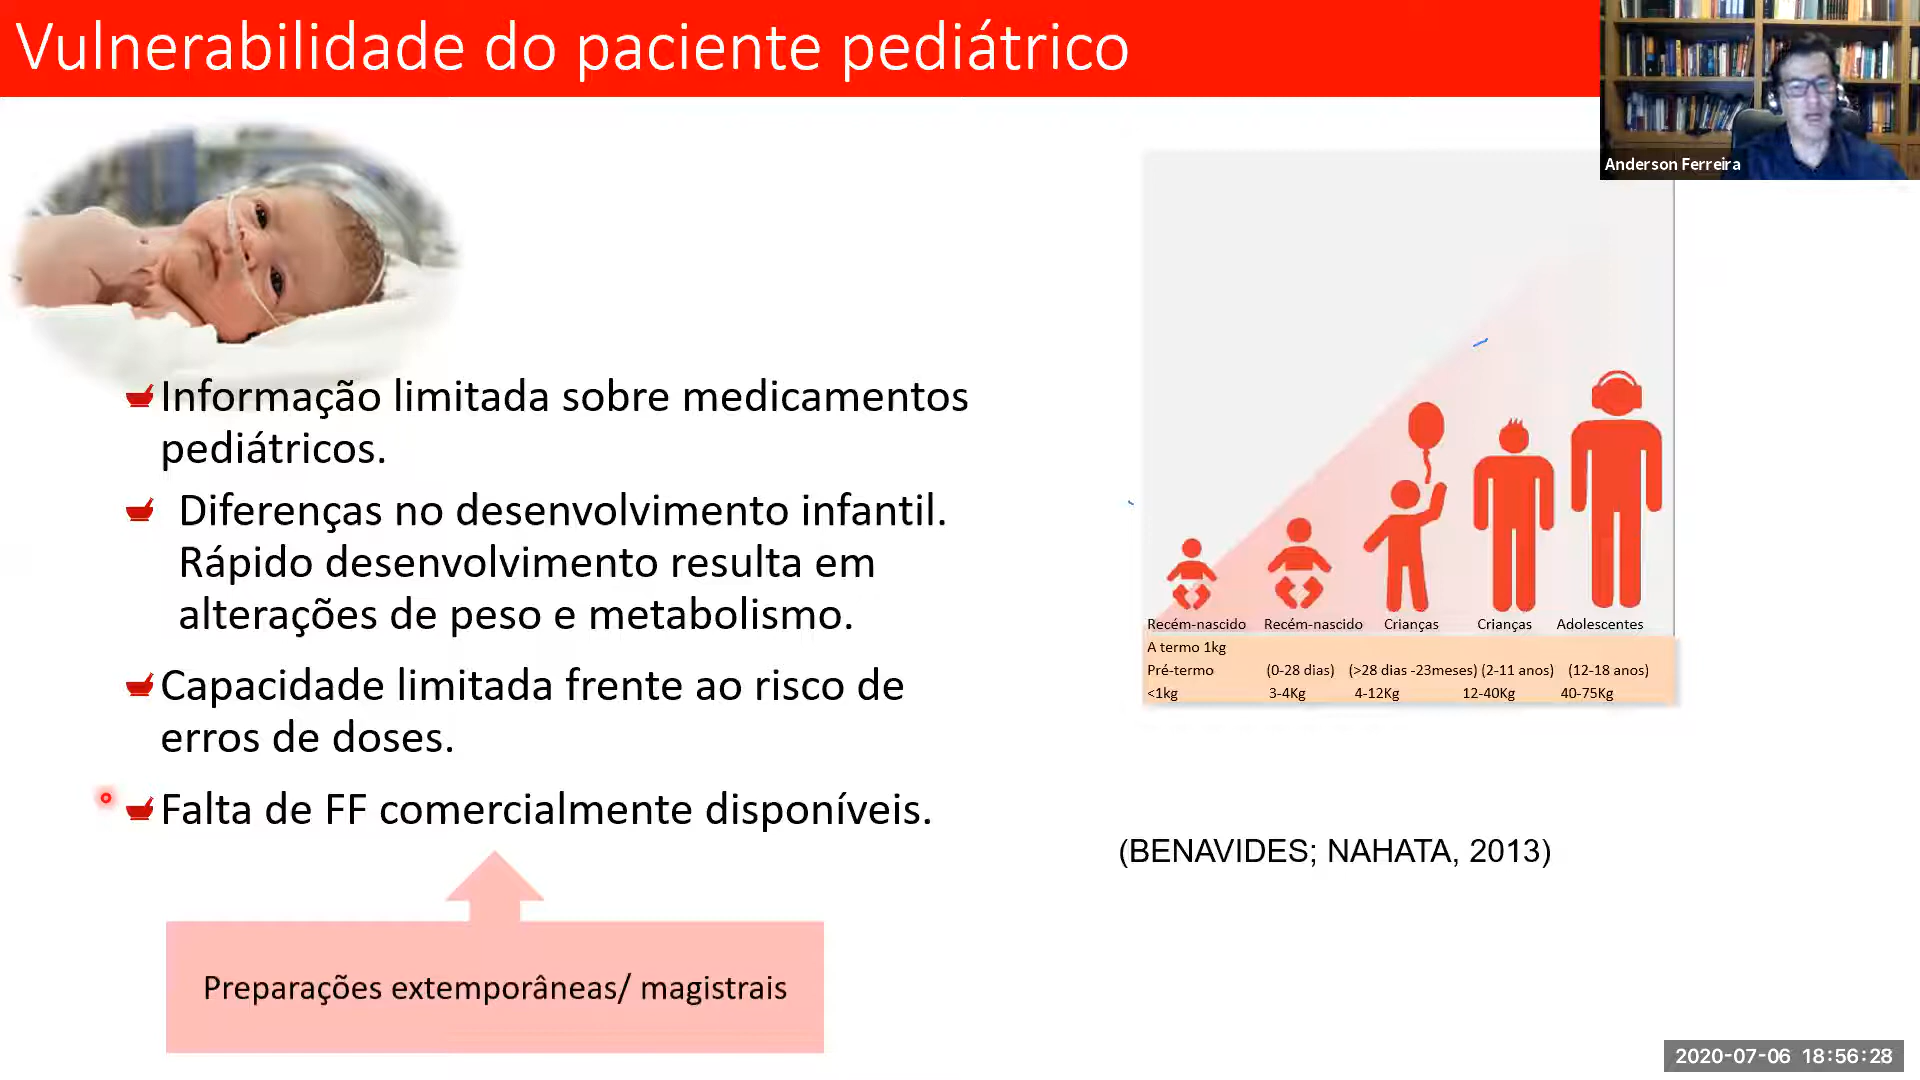 Vulnerabilidade do paciente pediátrico
Anderson Ferreira
Informação limitada sobre medicamentos
pediátricos.
Diferenças no desenvolvimento infantil.
Rápido desenvolvimento resulta em
alterações de peso e metabolismo.
Capacidade limitada frente ao risco de
erros de doses.
Falta de FF comercialmente disponíveis.
Preparações extemporâneas/ magistrais
Recém-nascido Recém-nascido Crianças Crianças Adolescentes
A termo 1kg
Pré-termo (0-28 dias) (>28 dias -23meses) (2-11 anos) (12-18 anos)
<1kg 3-4Kg 4-12Kg 12-40Kg 40-75Kg
(BENAVIDES; NAHATA, 2013)
2020-07-06 18:56:28